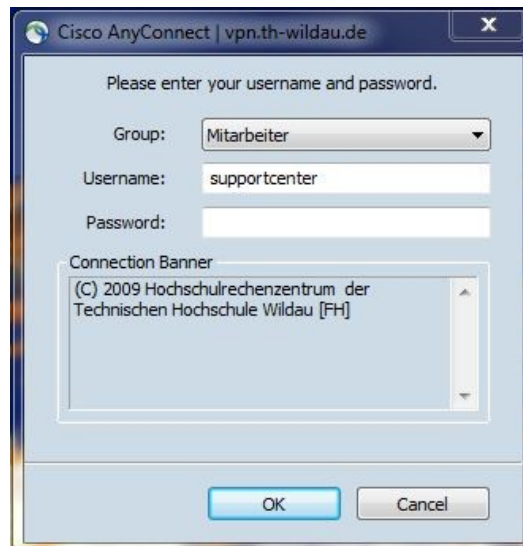 Cisco AnyConnect | vpn.th-wildau.de
Please enter your username and password.
Group: Mitarbeiter
Username: supportcenter
Password:
Connection Banner
(C) 2009 Hochschulrechenzentrum der
Technischen Hochschule Wildau [FH]
OK Cancel